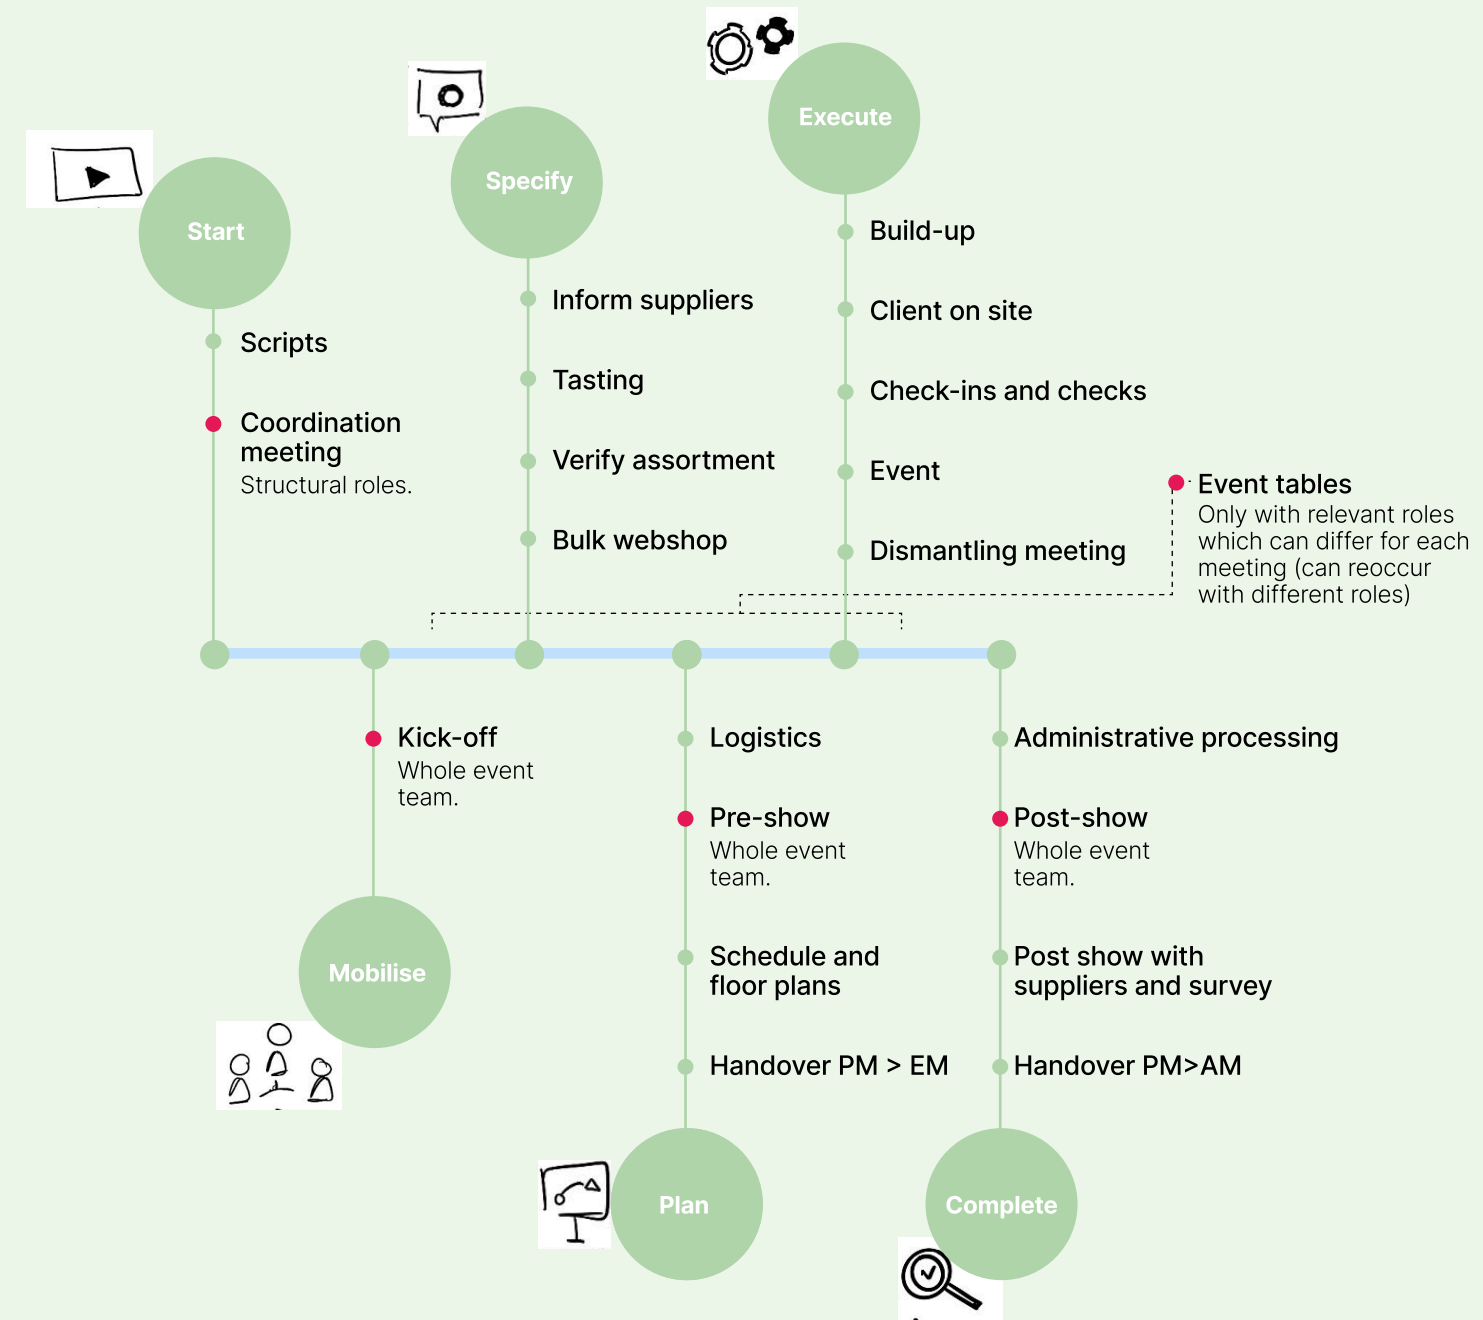 Start
Scripts
Coordination
meeting
Structural roles.
Specify
Inform suppliers
Tasting
Verify assortment
Bulk webshop
Execute
Build-up
Client on site
Check-ins and checks
Event
Dismantling meeting
Event tables
Only with relevant roles
which can differ for each
meeting (can reoccur
with different roles)
Kick-off
Whole event
team.
Mobilise
Logistics
Pre-show
Whole event
team.
Schedule and
floor plans
Handover PM > EM
Plan
Administrative processing
Post-show
Whole event
team.
Post show with
suppliers and survey
Handover PM>AM
Complete